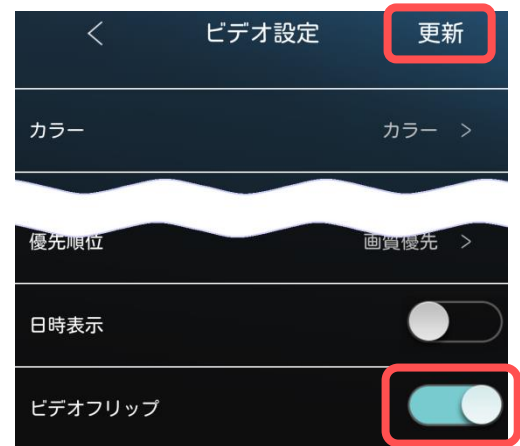 < ビデオ設定 更新
カラー カラー >
優先順位 画質優先 >
日時表示
ビデオフリップ